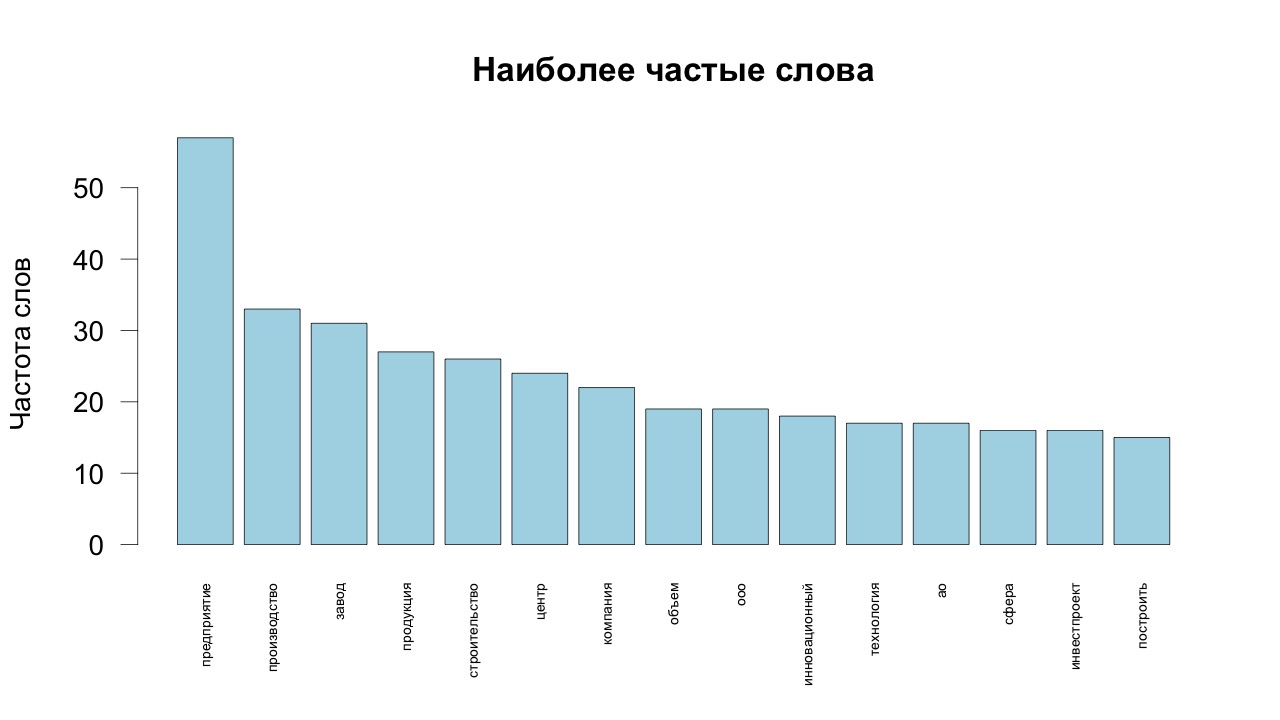 Наиболее частые слова
Частота слов
50
40
30
20
10
0
предприятие
производство
завод
продукция
строительство
центр
компания
объем
ооо
инновационный
технология
ао
сфера
инвестпроект
построить